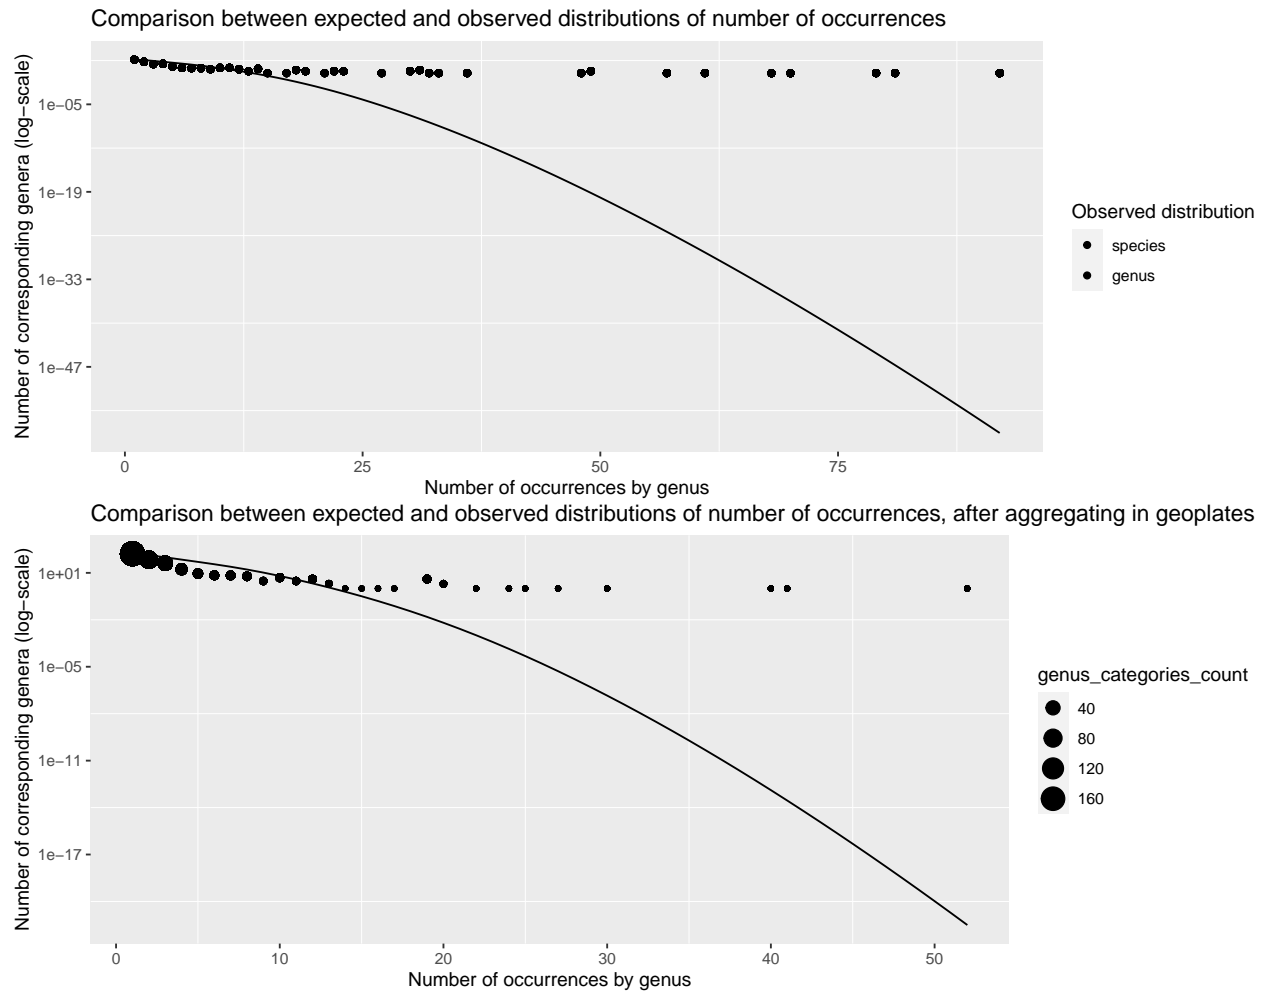 Comparison between expected and observed distributions of number of occurrences
Number of corresponding genera (log−scale)
1e−05
1e−19
1e−33
1e−47
0 25 50 75
Number of occurrences by genus
Observed distribution
species
genus
Comparison between expected and observed distributions of number of occurrences, after aggregating in geoplates
Number of corresponding genera (log−scale)
1e+01
1e−05
1e−11
1e−17
0 10 20 30 40 50
Number of occurrences by genus
genus_categories_count
40
80
120
160